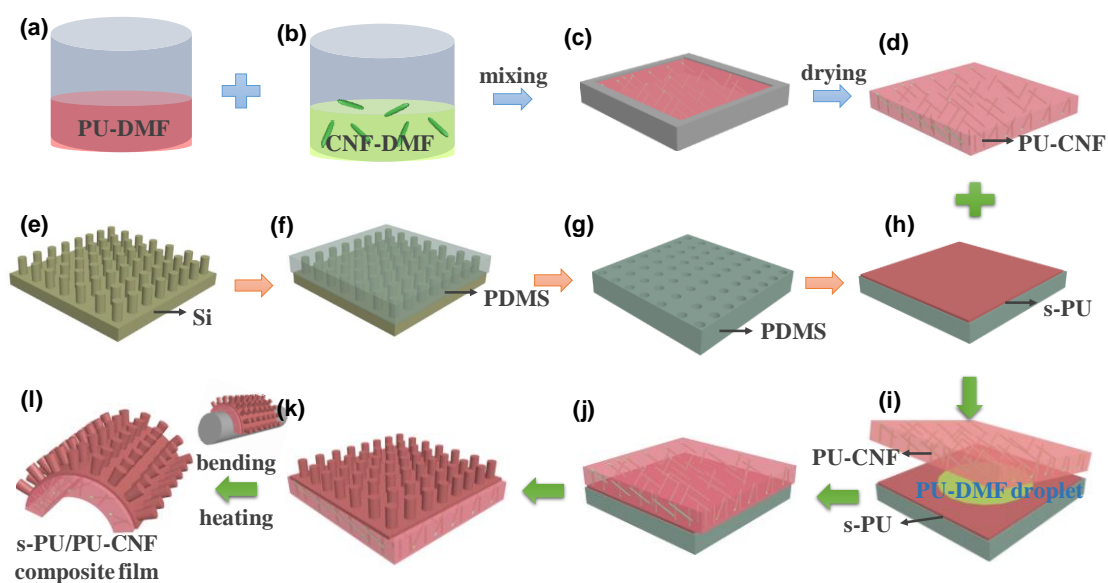 (a)
(b)
(c)
(d)
mixing
drying
PU-DMF
CNF-DMF
PU-CNF
(e)
(f)
(g)
(h)
Si
PDMS
PDMS
s-PU
(l)
(k)
(j)
(i)
bending
heating
PU-CNF
PU-DMF droplet
s-PU
s-PU/PU-CNF
composite film